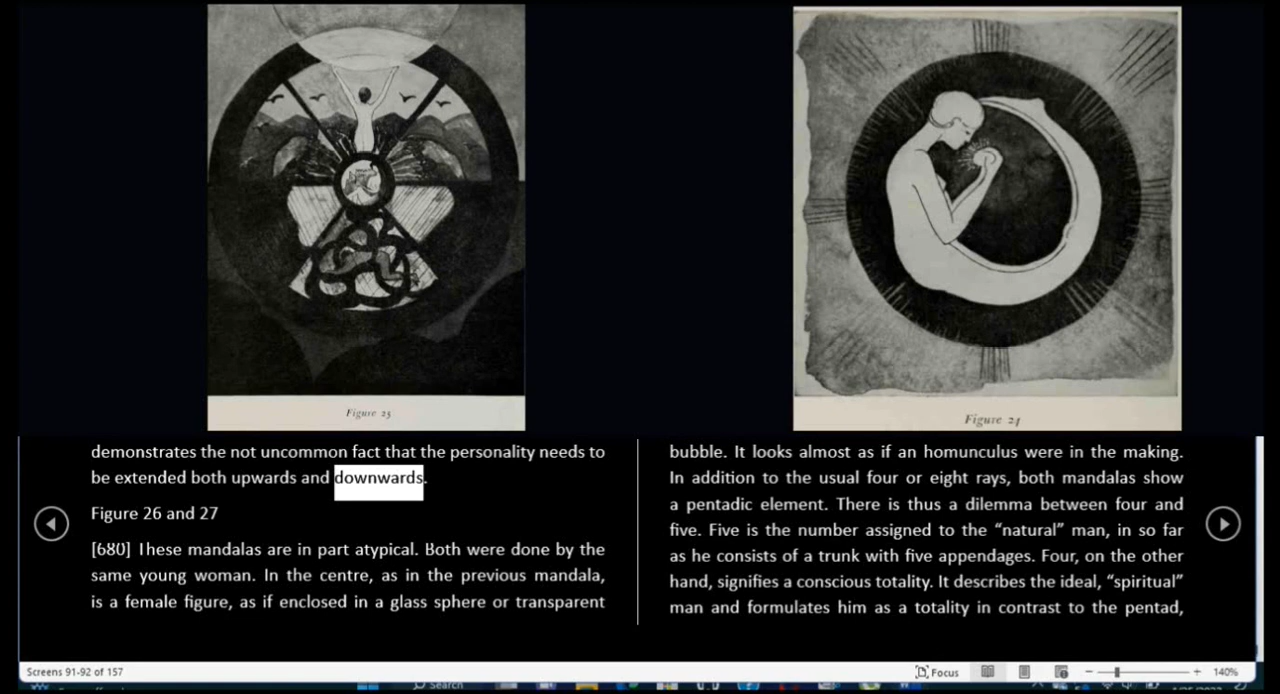 Figure 25
Figure 24
demonstrates the not uncommon fact that the personality needs to
be extended both upwards and downwards.
Figure 26 and 27
[680] These mandalas are in part atypical. Both were done by the
same young woman. In the centre, as in the previous mandala,
is a female figure, as if enclosed in a glass sphere or transparent
bubble. It looks almost as if an homunculus were in the making.
In addition to the usual four or eight rays, both mandalas show
a pentadic element. There is thus a dilemma between four and
five. Five is the number assigned to the “natural” man, in so far
as he consists of a trunk with five appendages. Four, on the other
hand, signifies a conscious totality. It describes the ideal, “spiritual”
man and formulates him as a totality in contrast to the pentad,
Screens 91-92 of 157
Focus
140%
Search